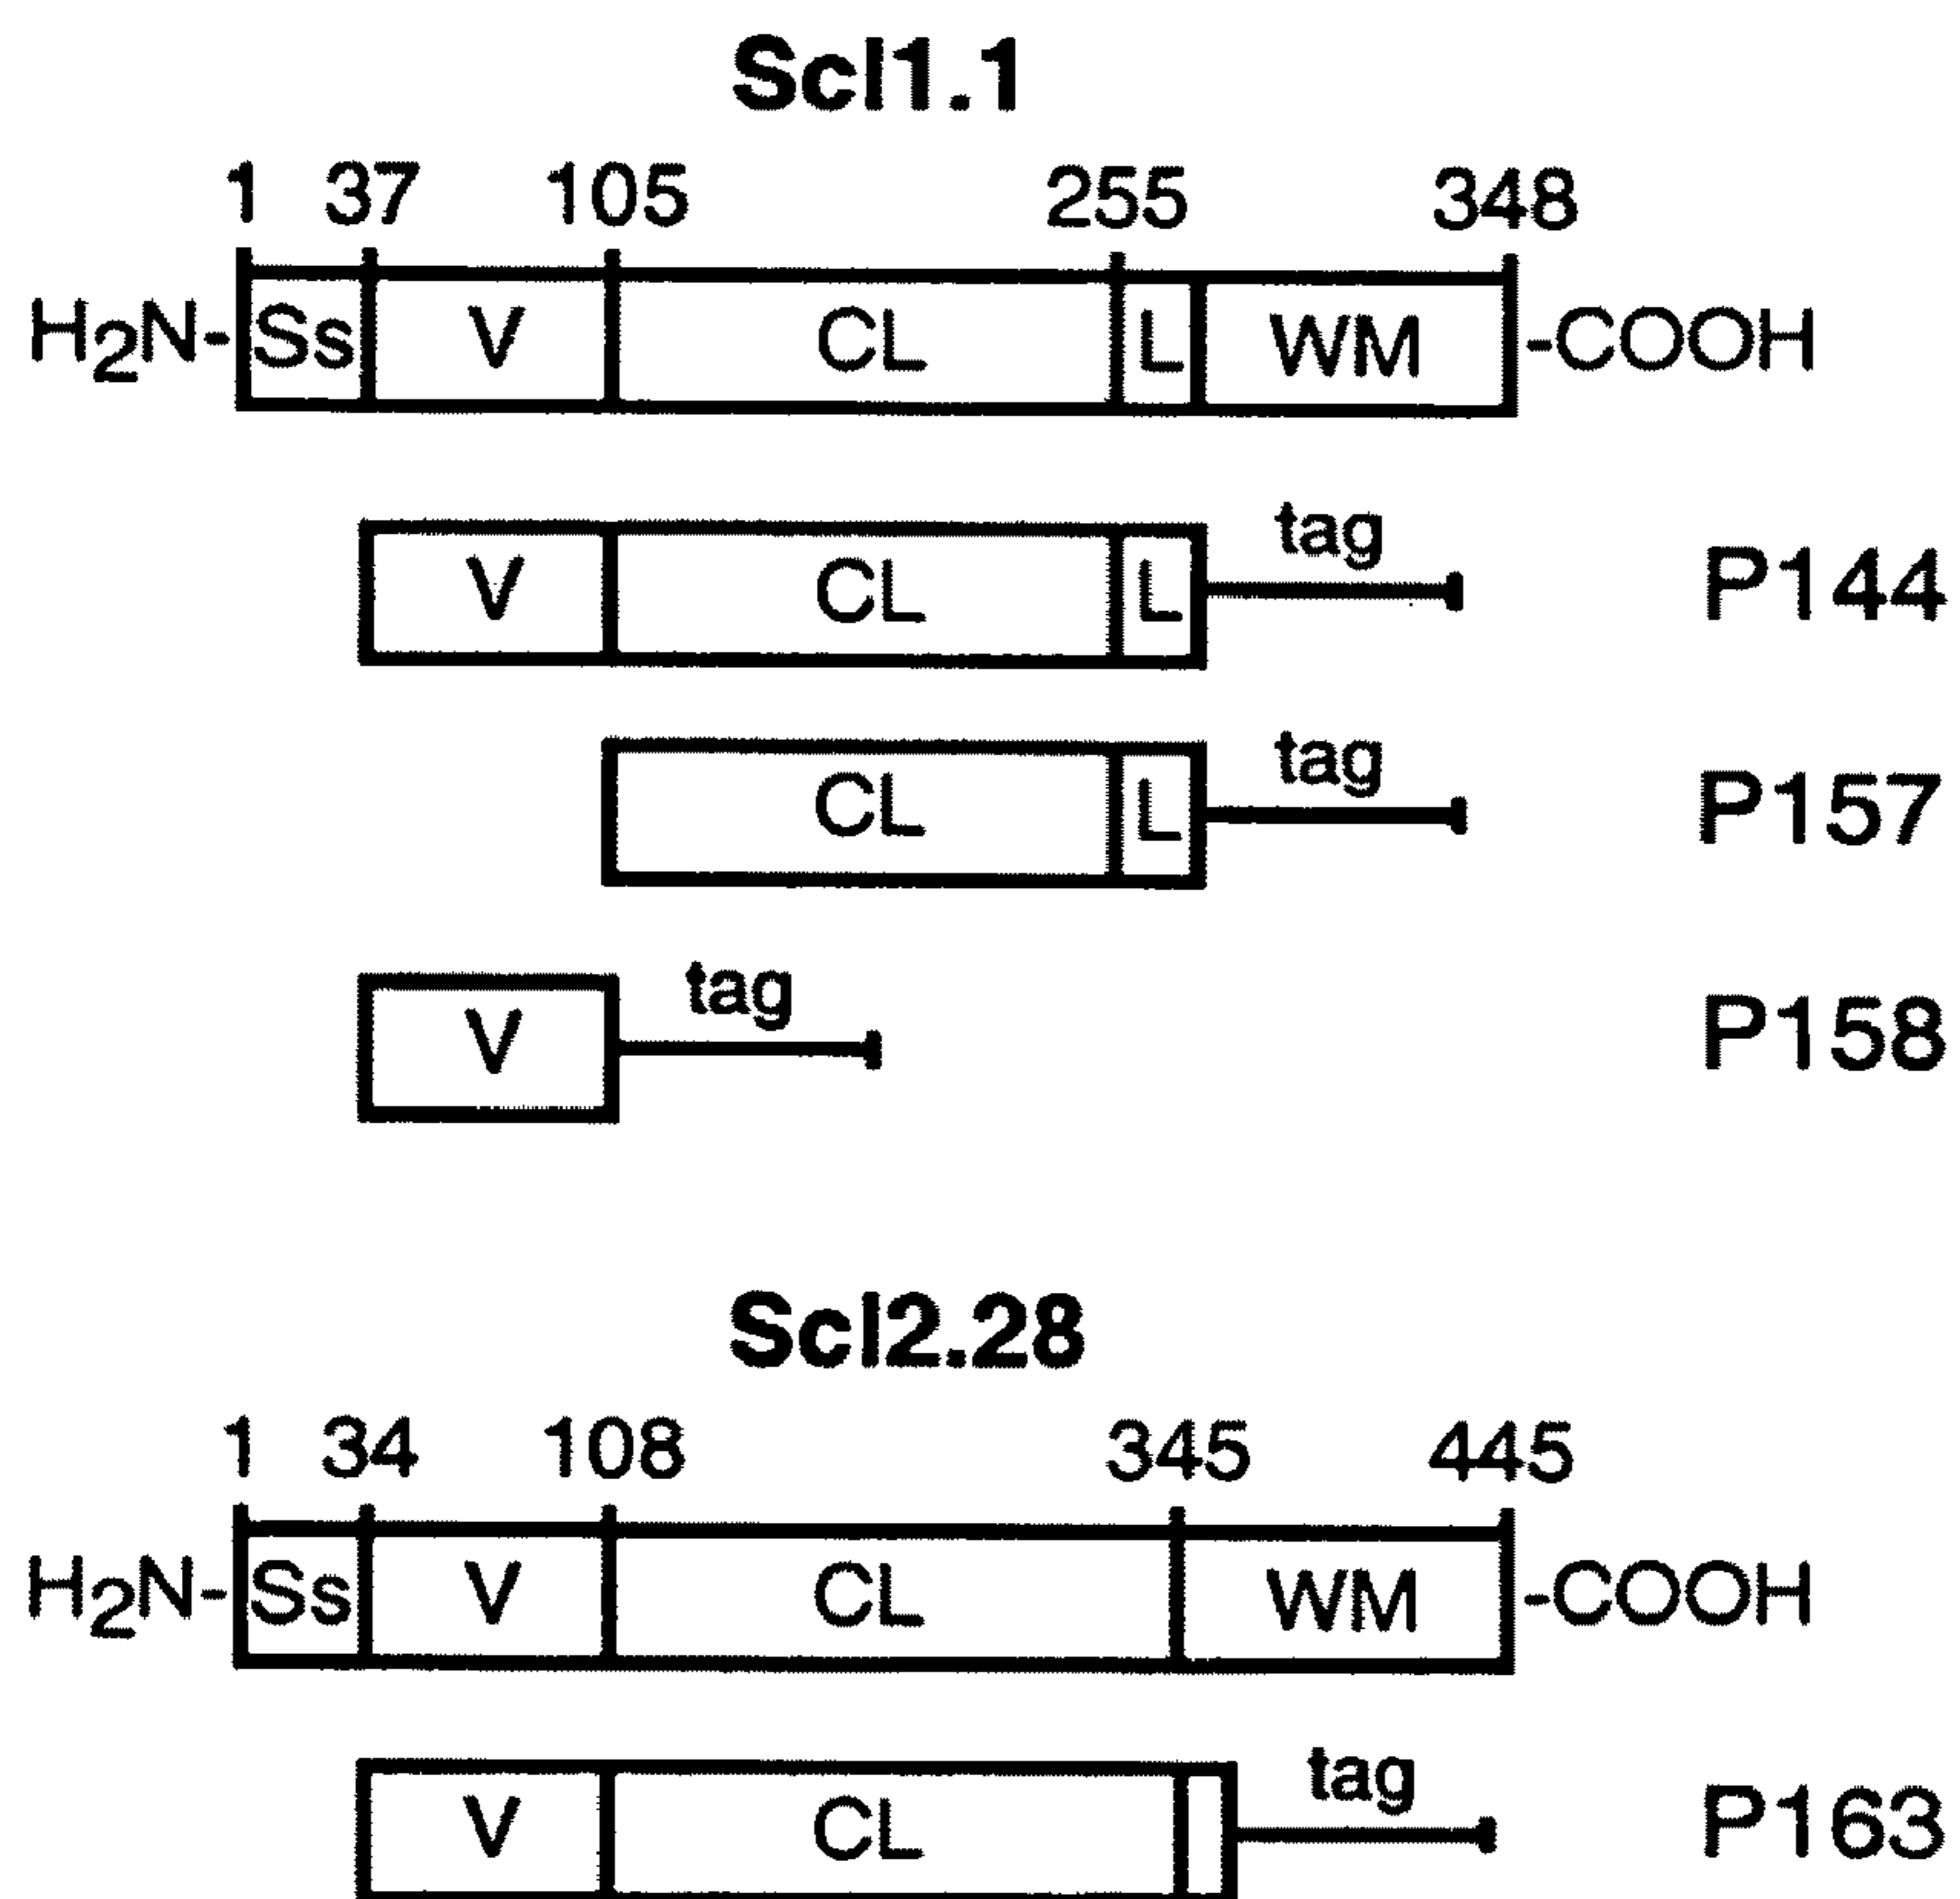 Scl1.1
1 37 105 255 348
H2N- Ss V CL L WM -COOH
tag
V CL L P144
tag
CL L P157
tag
V P158
Scl2.28
1 34 108 345 445
H2N- Ss V CL WM -COOH
tag
V CL P163